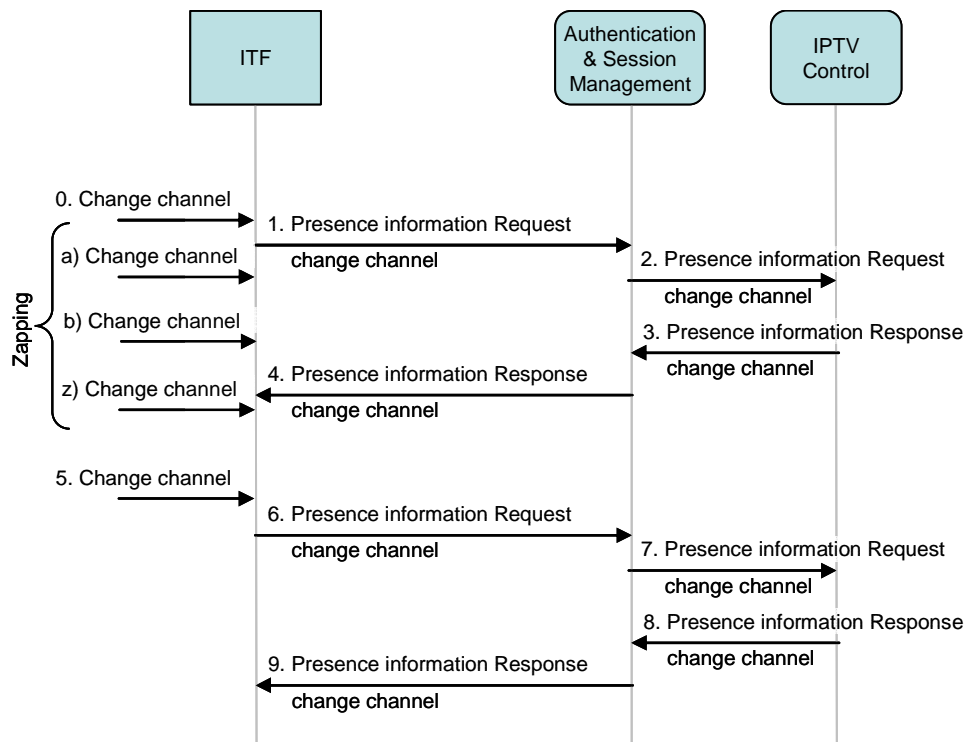 ITF
Authentication
& Session
Management
IPTV
Control
0. Change channel
1. Presence information Request
change channel
a) Change channel
2. Presence information Request
change channel
b) Change channel
3. Presence information Response
change channel
Zapping
z) Change channel
4. Presence information Response
change channel
5. Change channel
6. Presence information Request
change channel
7. Presence information Request
change channel
8. Presence information Response
change channel
9. Presence information Response
change channel